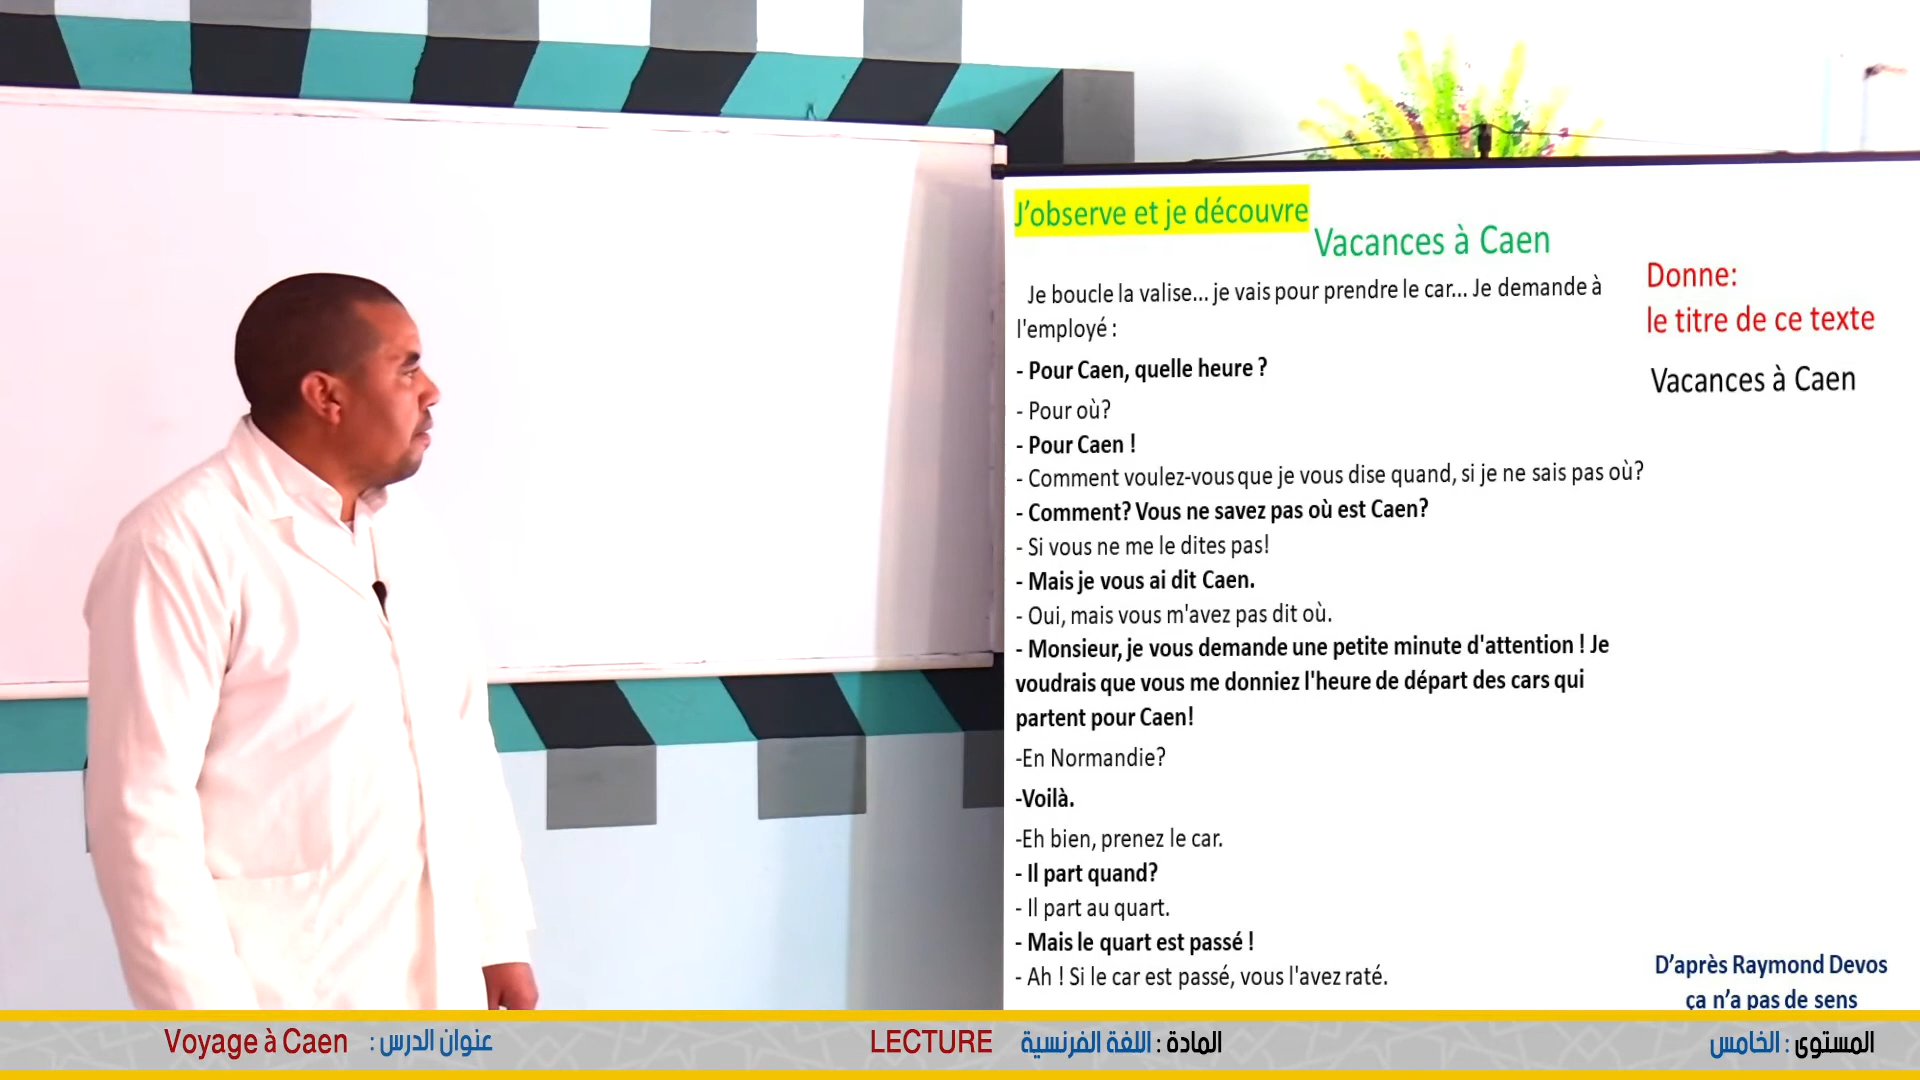 J'observe et je découvre
Vacances à Caen
Je boucle la valise... je vais pour prendre le car... Je demande à
l'employé :
- Pour Caen, quelle heure ?
- Pour où?
- Pour Caen !
- Comment voulez-vous que je vous dise quand, si je ne sais pas où?
- Comment? Vous ne savez pas où est Caen?
- Si vous ne me le dites pas!
- Mais je vous ai dit Caen.
- Oui, mais vous m'avez pas dit où.
- Monsieur, je vous demande une petite minute d'attention ! Je
voudrais que vous me donniez l'heure de départ des cars qui
partent pour Caen!
-En Normandie?
-Voilà.
-Eh bien, prenez le car.
- Il part quand?
- Il part au quart.
- Mais le quart est passé !
- Ah ! Si le car est passé, vous l'avez raté.
Donne:
le titre de ce texte
Vacances à Caen
D'après Raymond Devos
ça n'a pas de sens
المستوى : الخامس
المادة : اللغة الفرنسية LECTURE
عنوان الدرس : Voyage à Caen